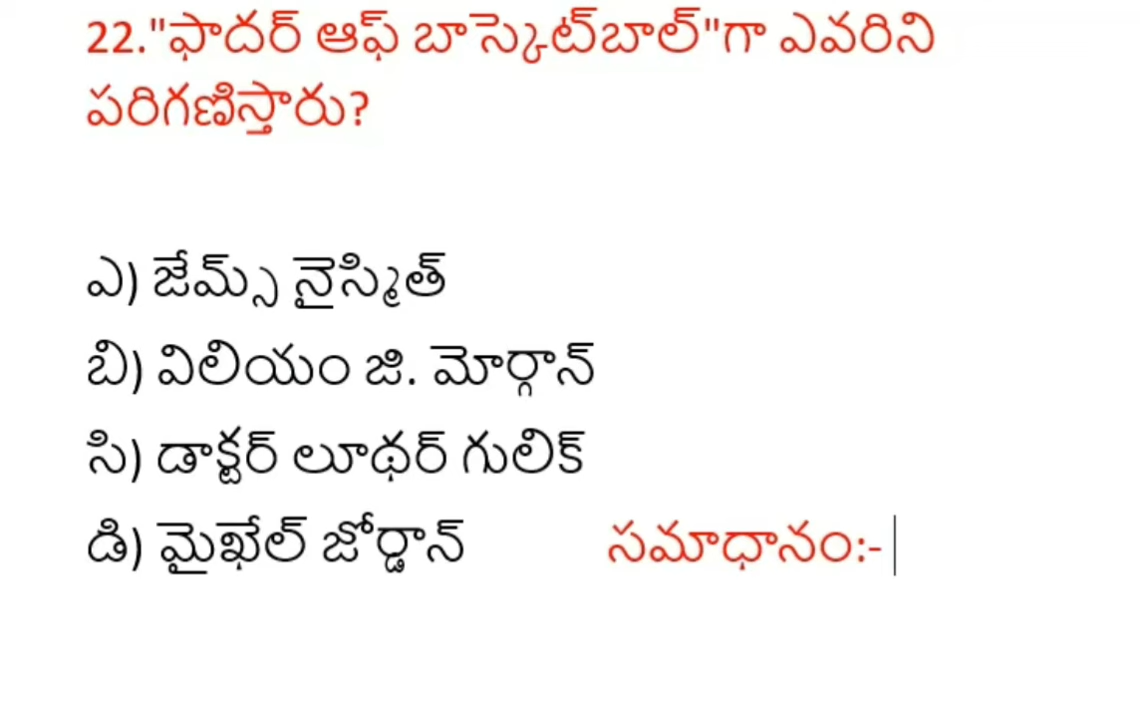 22."ఫాదర్ ఆఫ్ బాస్కెట్‌బాల్"గా ఎవరిని
పరిగణిస్తారు?
ఎ) జేమ్స్ నైస్మిత్
బి) విలియం జి. మోర్గాన్
సి) డాక్టర్ లూథర్ గులిక్
డి) మైఖేల్ జోర్డాన్ సమాధానం:-